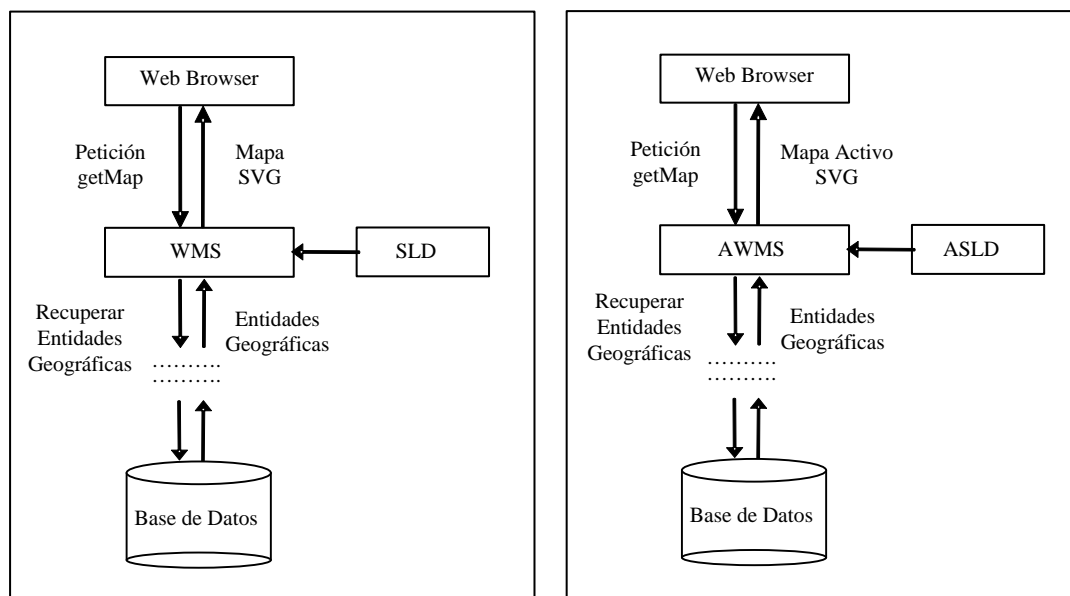 Web Browser
Petición
getMap
Mapa
SVG
WMS
SLD
Recuperar
Entidades
Geográficas
Entidades
Geográficas
Base de Datos
Web Browser
Petición
getMap
Mapa Activo
SVG
AWMS
ASLD
Recuperar
Entidades
Geográficas
Entidades
Geográficas
Base de Datos